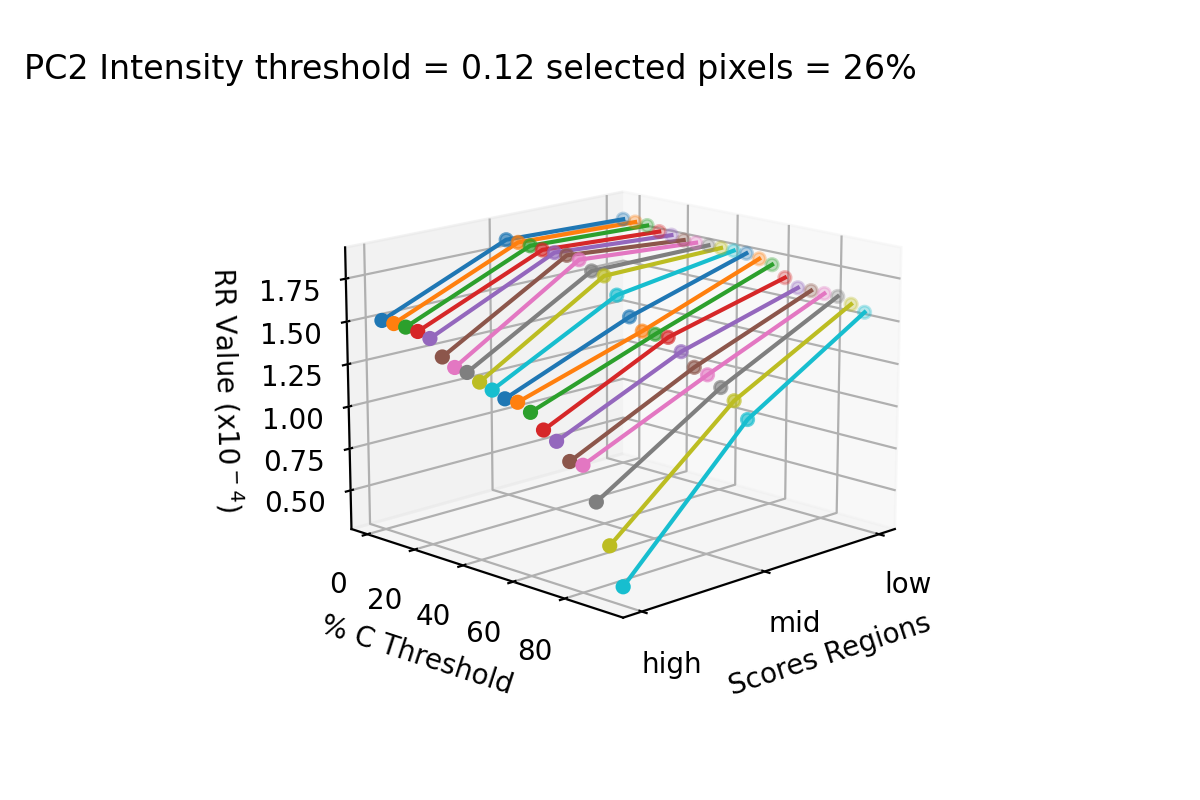 PC2 Intensity threshold = 0.12 selected pixels = 26%
RR Value (x10⁻⁴)
1.75
1.50
1.25
1.00
0.75
0.50
0
20
40
60
80
% C Threshold
high
mid
low
Scores Regions